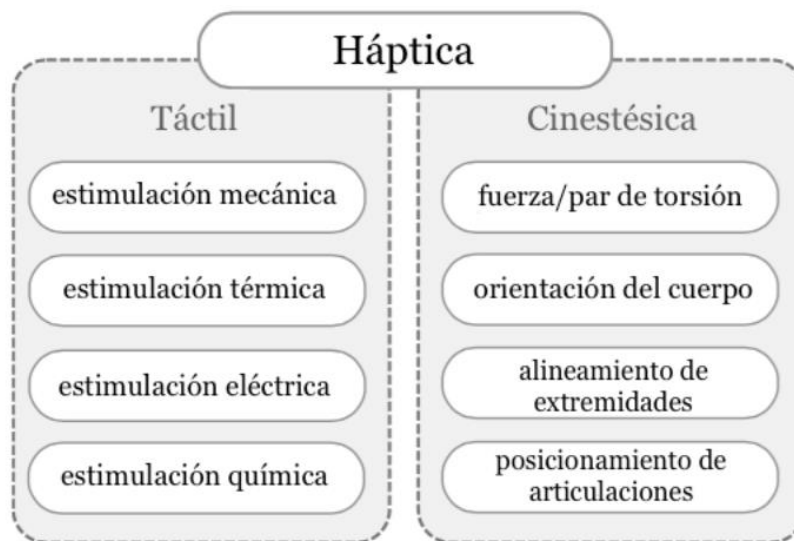 Háptica
Táctil
estimulación mecánica
estimulación térmica
estimulación eléctrica
estimulación química
Cinestésica
fuerza/par de torsión
orientación del cuerpo
alineamiento de
extremidades
posicionamiento de
articulaciones